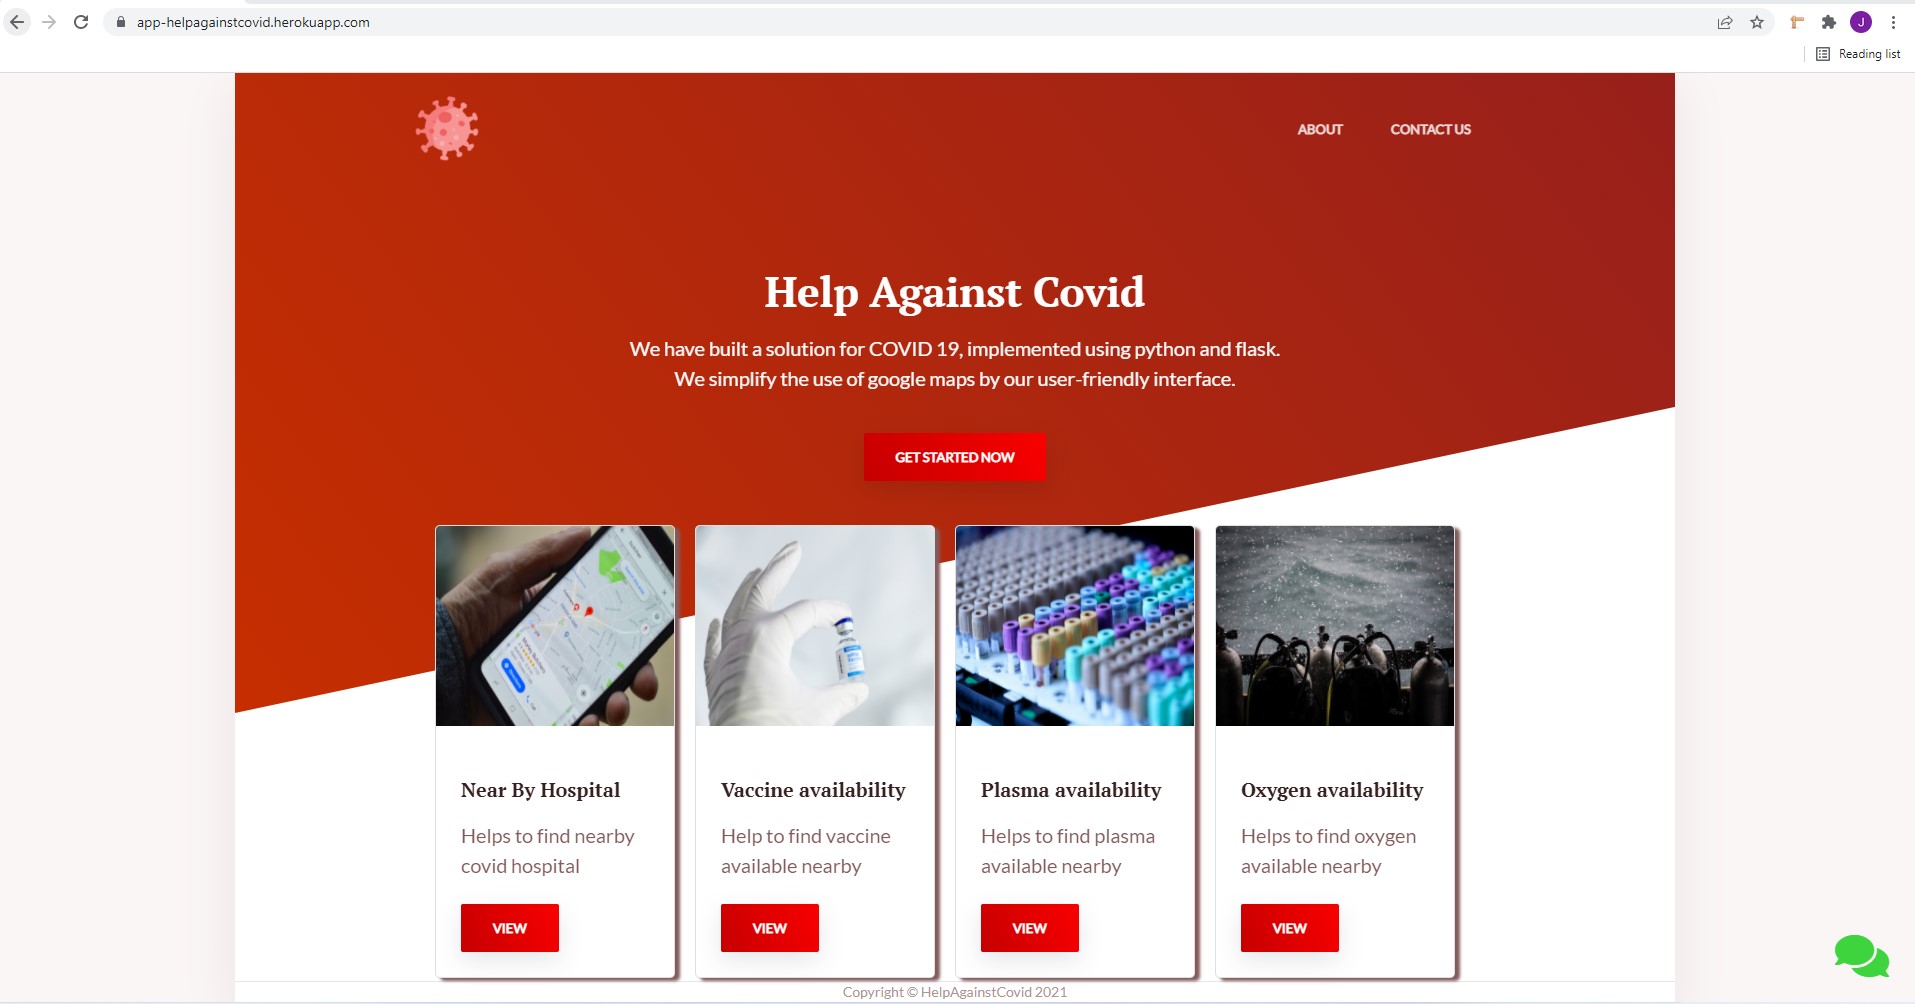 app-helpagainstcovid.herokuapp.com
J
Reading list
ABOUT CONTACT US
Help Against Covid
We have built a solution for COVID 19, implemented using python and flask.
We simplify the use of google maps by our user-friendly interface.
GET STARTED NOW
Near By Hospital
Helps to find nearby
covid hospital
VIEW
Vaccine availability
Help to find vaccine
available nearby
VIEW
Plasma availability
Helps to find plasma
available nearby
VIEW
Oxygen availability
Helps to find oxygen
available nearby
VIEW
Copyright © HelpAgainstCovid 2021